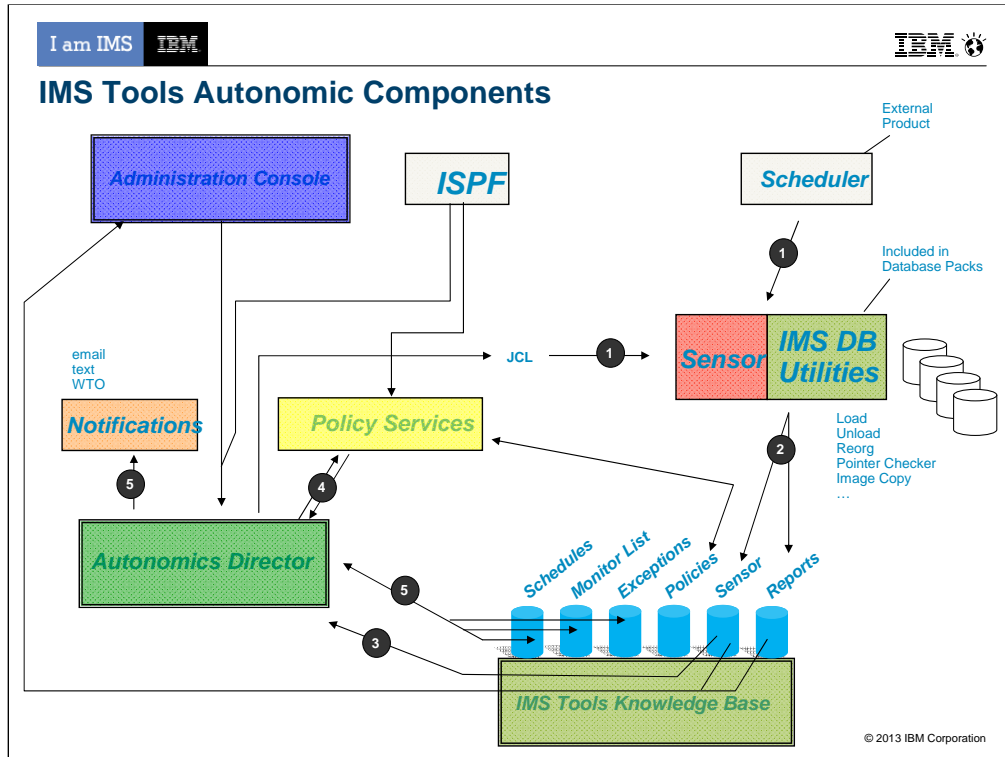 I am IMS
IBM
IBM
IMS Tools Autonomic Components
External
Product
Administration Console
ISPF
Scheduler
1
Included in
Database Packs
email
text
WTO
JCL
1
Sensor
IMS DB
Utilities
Notifications
Policy Services
Load
Unload
Reorg
Pointer Checker
Image Copy
…
2
5
4
Autonomics Director
Schedules
Monitor List
Exceptions
Policies
Sensor
Reports
5
3
IMS Tools Knowledge Base
© 2013 IBM Corporation